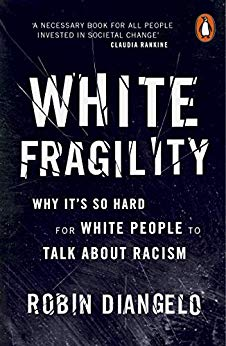 'A NECESSARY BOOK FOR ALL PEOPLE
INVESTED IN SOCIETAL CHANGE'
CLAUDIA RANKINE
WHITE
FRAGILITY
WHY IT'S SO HARD
FOR WHITE PEOPLE TO
TALK ABOUT RACISM
ROBIN DIANGELO